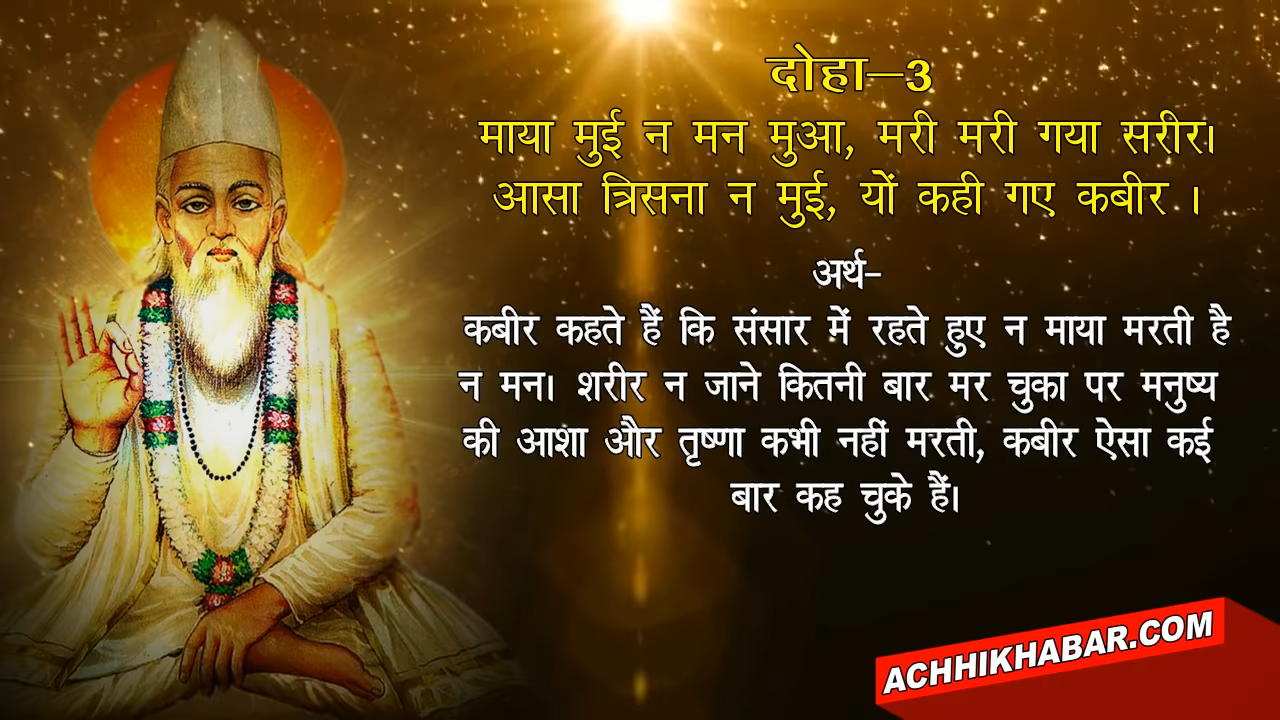 दोहा–3
माया मुई न मन मुआ, मरी मरी गया सरीर।
आसा त्रिसना न मुई, यों कही गए कबीर ।
अर्थ-
कबीर कहते हैं कि संसार में रहते हुए न माया मरती है
न मन। शरीर न जाने कितनी बार मर चुका पर मनुष्य
की आशा और तृष्णा कभी नहीं मरती, कबीर ऐसा कई
बार कह चुके हैं।
ACHHIKHABAR.COM